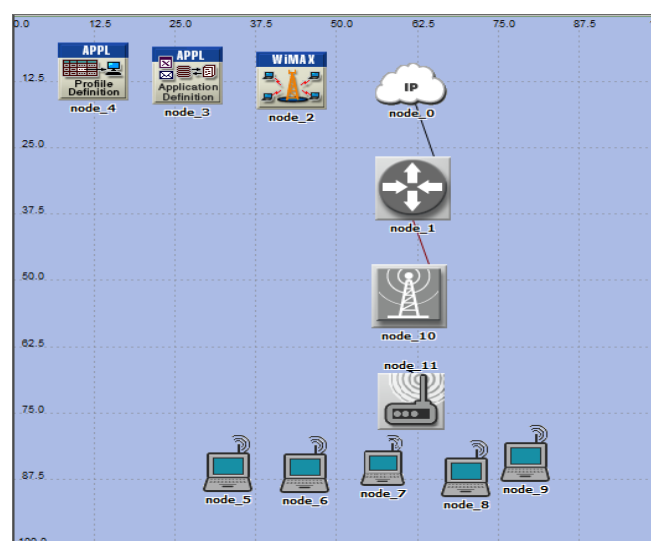 0.0 12.5 25.0 37.5 50.0 62.5 75.0 87.5
APPL
Profile
Definition
node_4
APPL
Application
Definition
node_3
WiMAX
node_2
IP
node_0
12.5
25.0
node_1
37.5
50.0
node_10
62.5
node_11
75.0
87.5
node_5
node_6
node_7
node_8
node_9
100.0